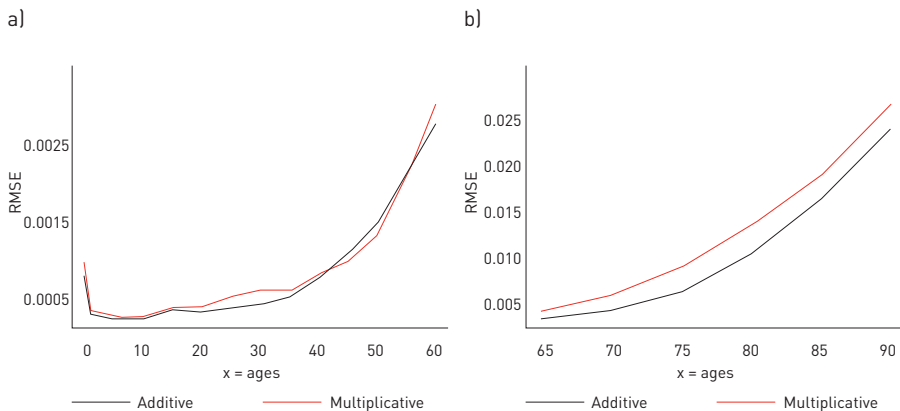 a)
RMSE
0.0025
0.0015
0.0005
0 10 20 30 40 50 60
x = ages
Additive Multiplicative
b)
RMSE
0.025
0.020
0.015
0.010
0.005
65 70 75 80 85 90
x = ages
Additive Multiplicative